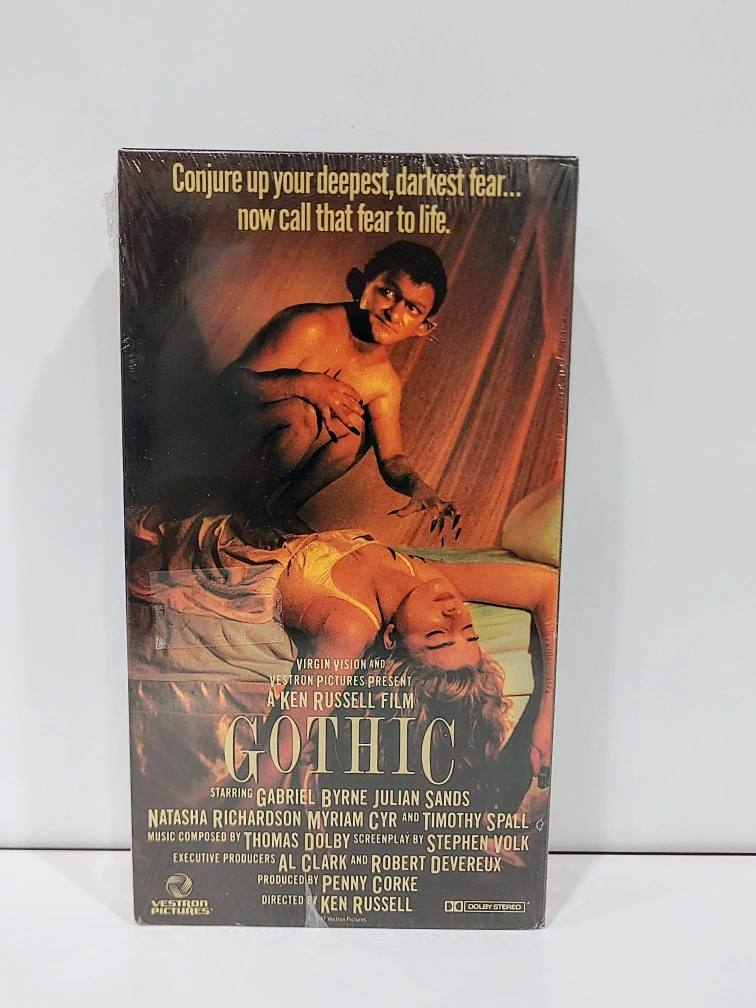 Conjure up your deepest, darkest fear...
now call that fear to life.
VIRGIN VISION AND
VESTRON PICTURES PRESENT
A KEN RUSSELL FILM
GOTHIC
STARRING GABRIEL BYRNE JULIAN SANDS
NATASHA RICHARDSON MYRIAM CYR AND TIMOTHY SPALL
MUSIC COMPOSED BY THOMAS DOLBY SCREENPLAY BY STEPHEN VOLK
EXECUTIVE PRODUCERS AL CLARK AND ROBERT DEVEREUX
PRODUCED BY PENNY CORKE
DIRECTED BY KEN RUSSELL
VESTRON
PICTURES
DOLBY STEREO
Vestron Pictures